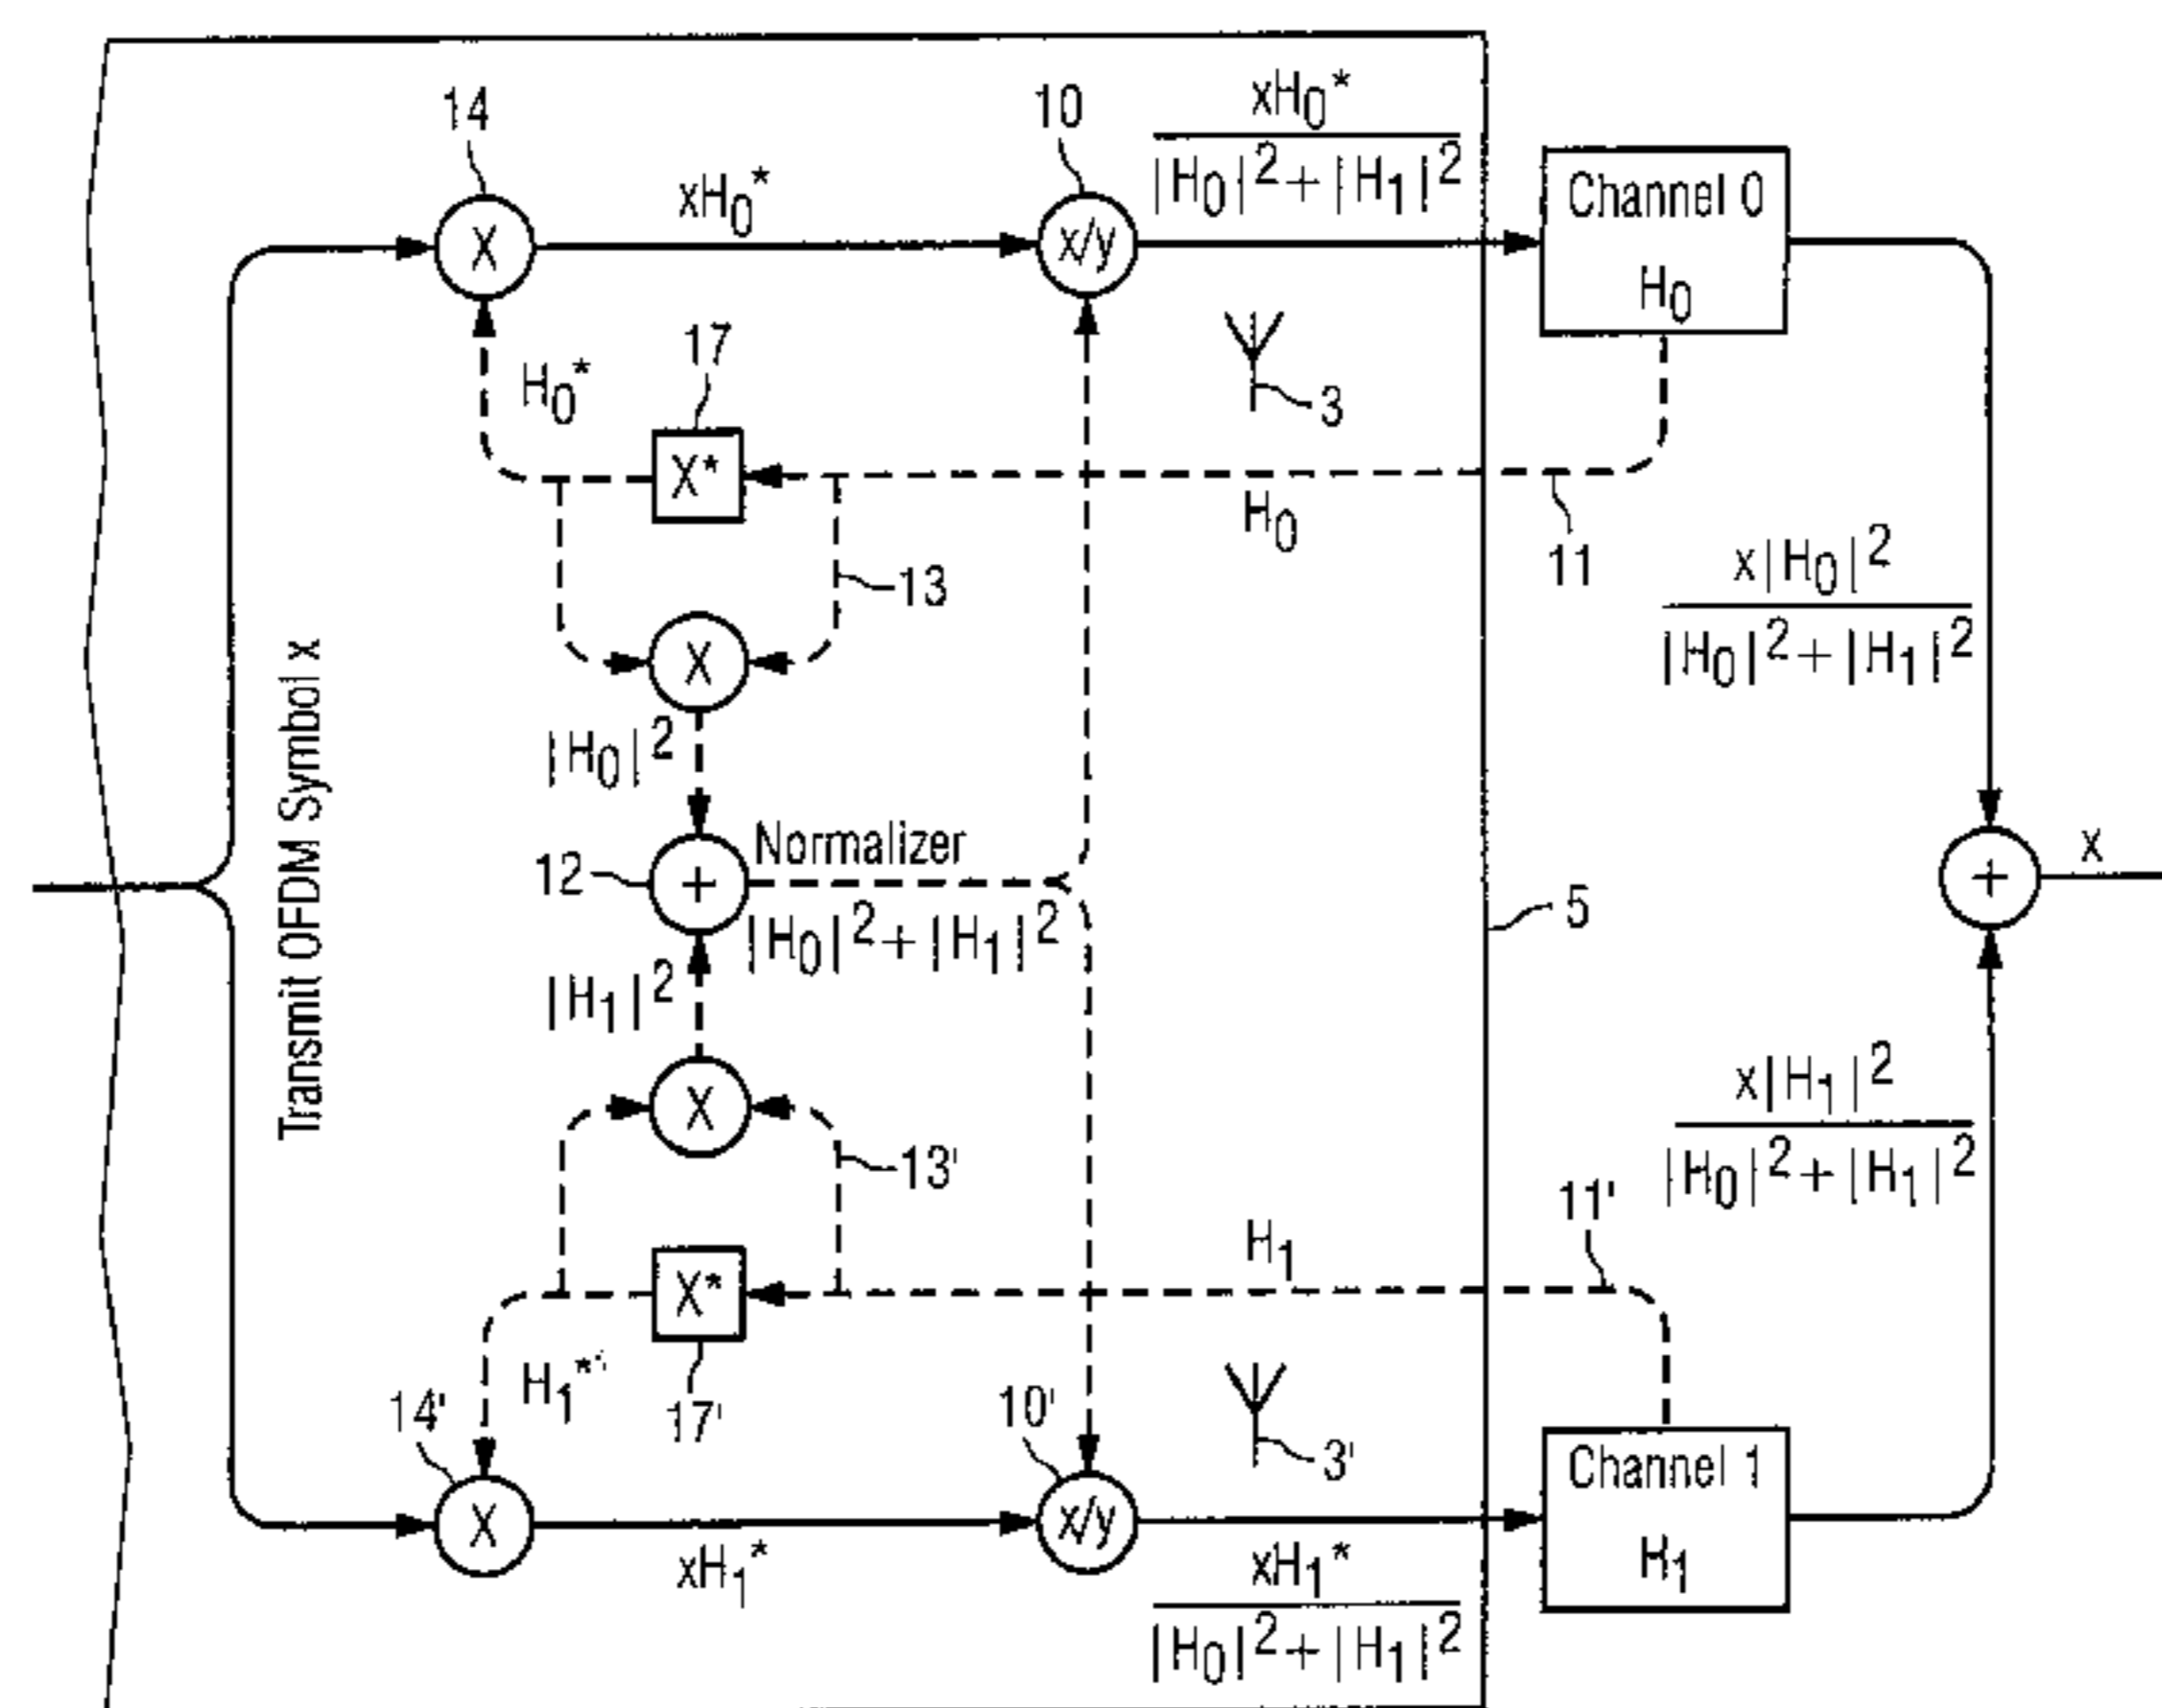 14
10
xH0*
xH0*
|H0|²+|H1|²
Channel 0
H0
X
x/y
H0*
17
X*
3
H0
11
13
x|H0|²
|H0|²+|H1|²
X
|H0|²
Transmit OFDM Symbol x
12
+
Normalizer
|H0|²+|H1|²
5
+
x
|H1|²
X
13'
x|H1|²
|H0|²+|H1|²
11'
H1
X*
17'
H1*
14'
10'
3'
Channel 1
H1
X
x/y
xH1*
xH1*
|H0|²+|H1|²